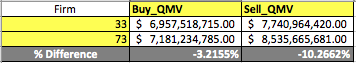 Firm Buy_QMV Sell_QMV
33 $ 6,957,518,715.00 $ 7,740,964,420.00
73 $ 7,181,234,785.00 $ 8,535,665,681.00
% Difference -3.2155% -10.2662%